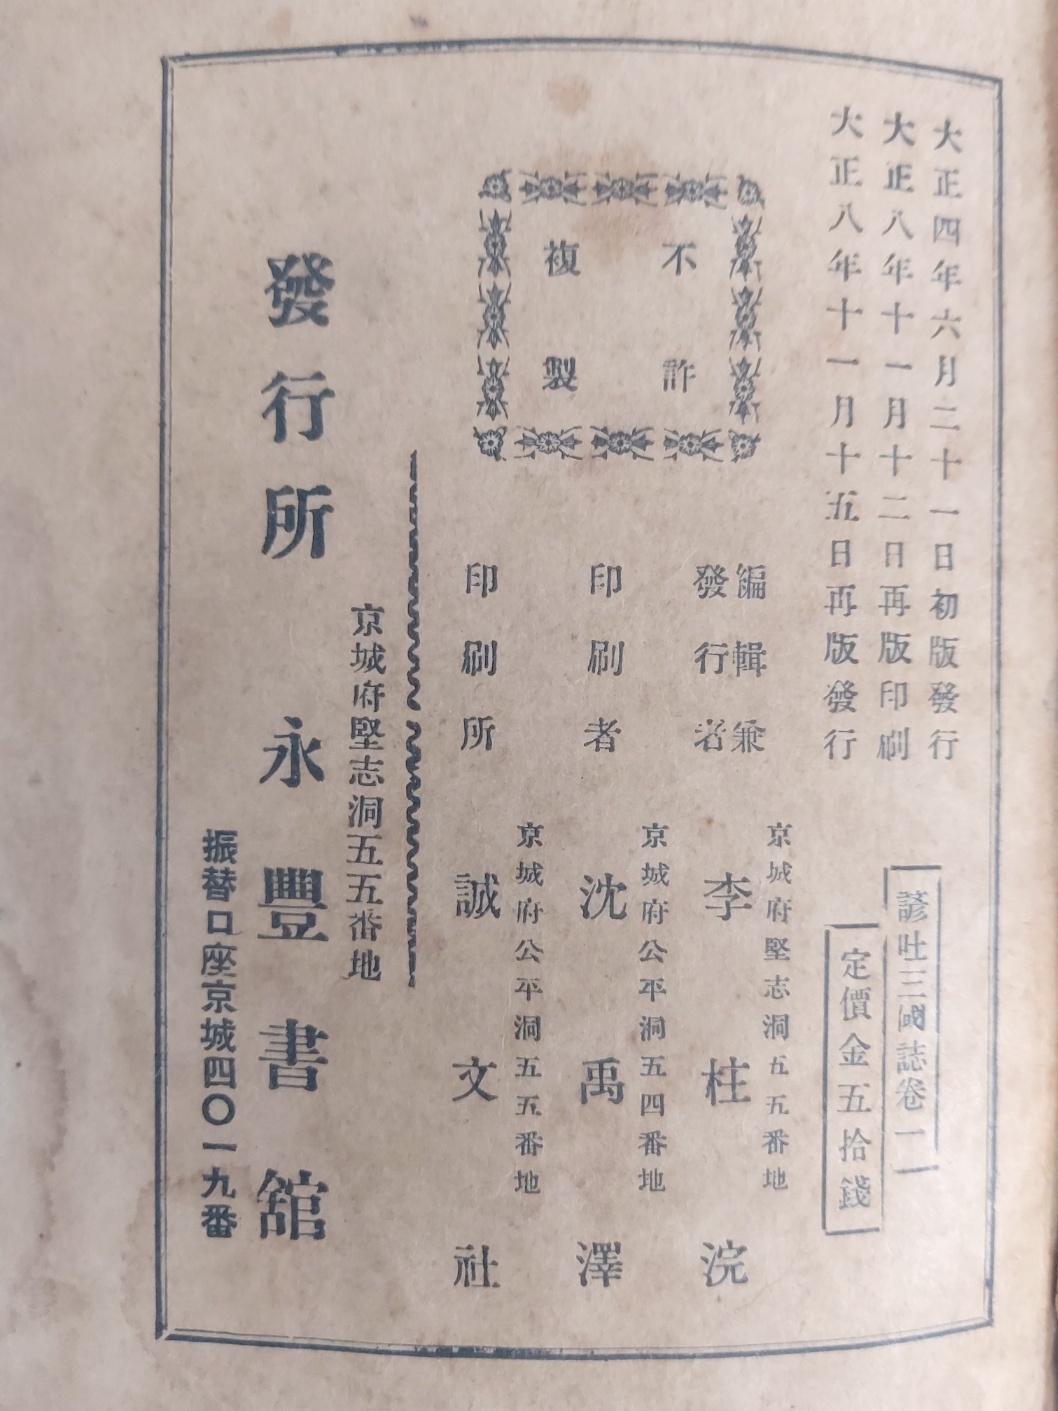 大正四年六月二十一日初版發行
大正八年十一月十二日再版印刷
大正八年十一月十五日再版發行
諺吐三國誌卷一
定價金五拾錢
不許
複製
編輯兼
發行者
京城府堅志洞五五番地
李柱浣
印刷者
京城府公平洞五四番地
沈禹澤
印刷所
京城府公平洞五五番地
誠文社
京城府堅志洞五五番地
發行所 永豐書舘
振替口座京城四〇一九番